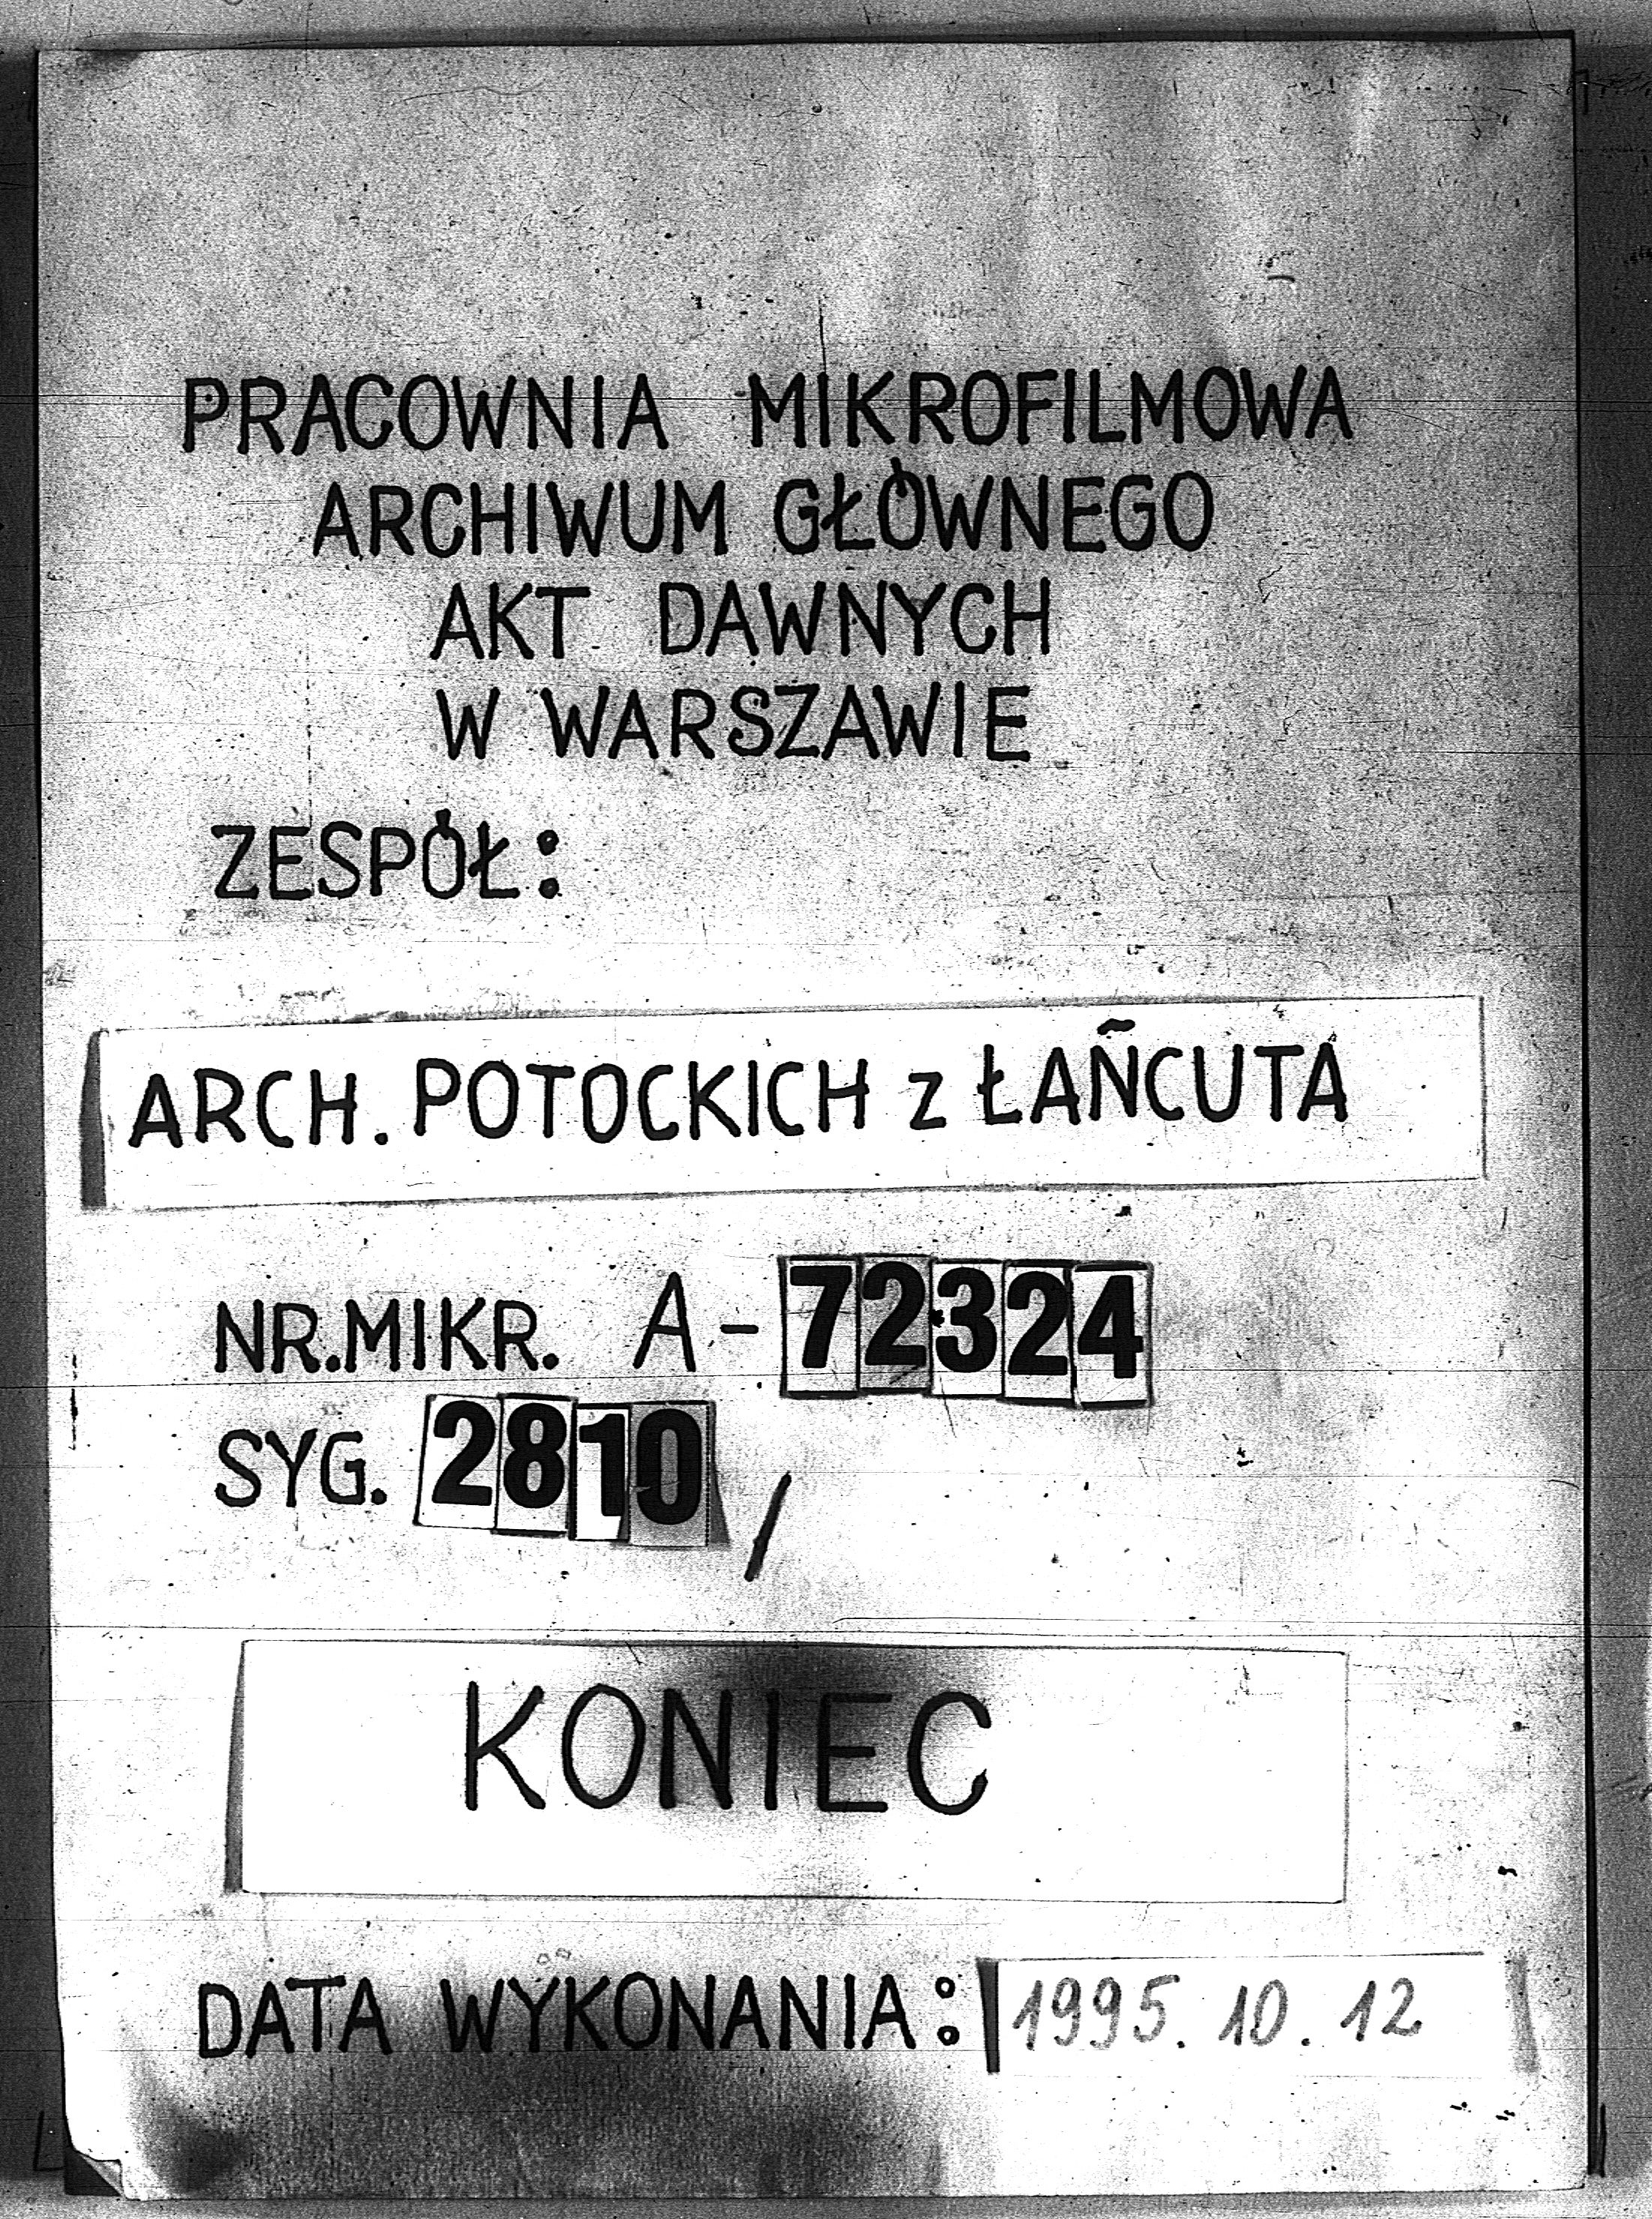 PRACOWNIA MIKROFILMOWA
ARCHIWUM GŁÓWNEGO
AKT DAWNYCH
W WARSZAWIE
ZESPÓŁ:
ARCH. POTOCKICH z ŁAŃCUTA
NR.MIKR. A-72324
SYG. 2810/
KONIEC
DATA WYKONANIA: 1995.10.12